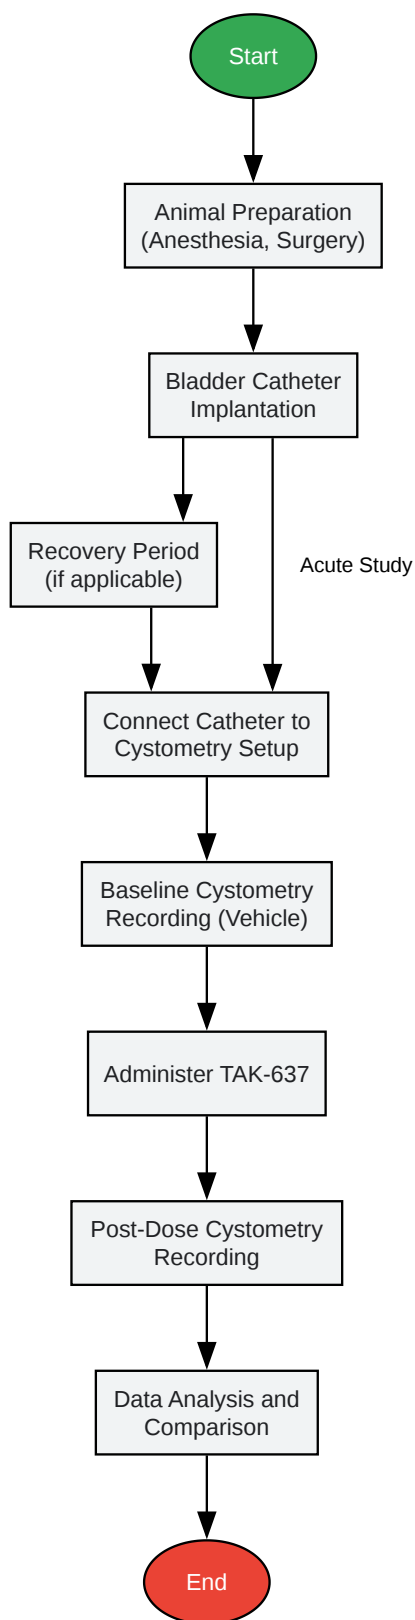 Start
Animal Preparation
(Anesthesia, Surgery)
Bladder Catheter
Implantation
Recovery Period
(if applicable)
Acute Study
Connect Catheter to
Cystometry Setup
Baseline Cystometry
Recording (Vehicle)
Administer TAK-637
Post-Dose Cystometry
Recording
Data Analysis and
Comparison
End